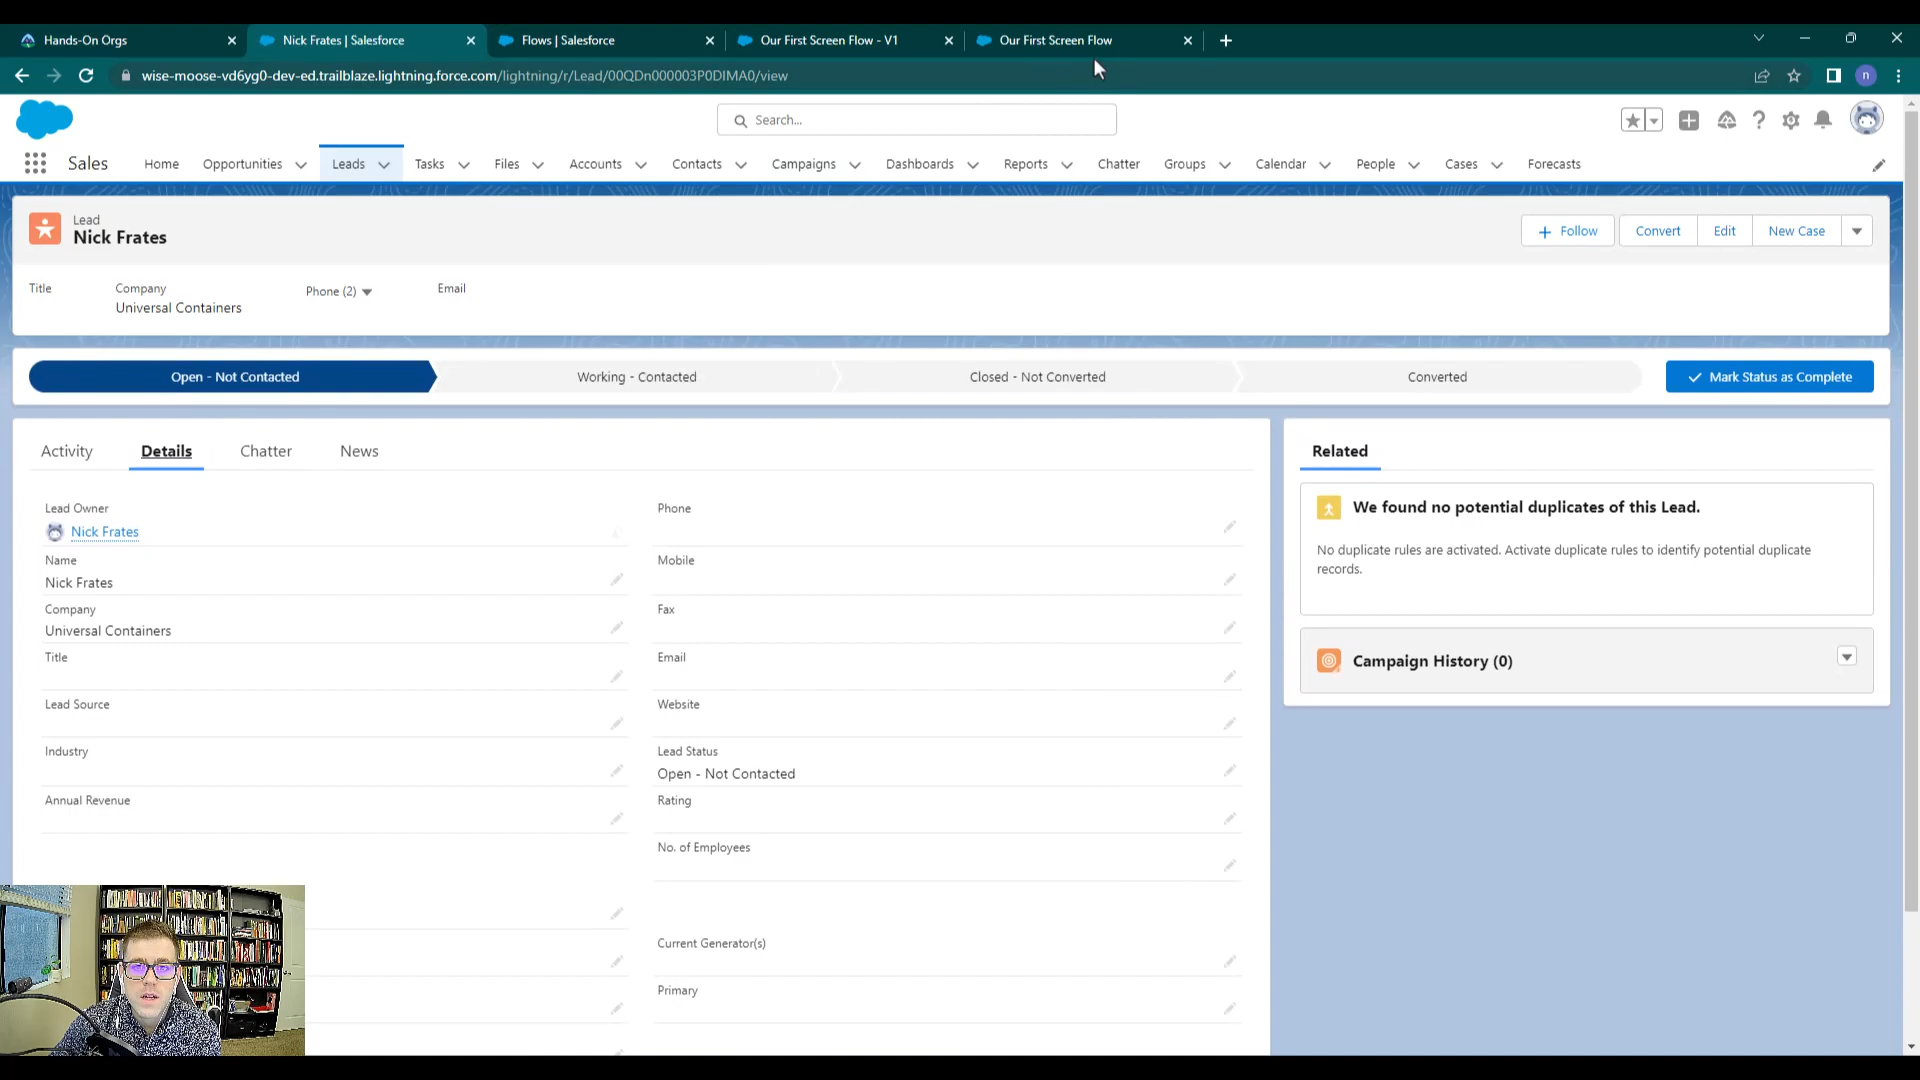 Hands-On Orgs
Nick Frates | Salesforce
Flows | Salesforce
Our First Screen Flow - V1
Our First Screen Flow
wise-moose-vd6yg0-dev-ed.trailblaze.lightning.force.com/lightning/r/Lead/00QDn000003P0DIMA0/view
n
Search...
Sales
Home
Opportunities
Leads
Tasks
Files
Accounts
Contacts
Campaigns
Dashboards
Reports
Chatter
Groups
Calendar
People
Cases
Forecasts
Lead
Nick Frates
Follow
Convert
Edit
New Case
Title
Company
Universal Containers
Phone (2)
Email
Open - Not Contacted
Working - Contacted
Closed - Not Converted
Converted
Mark Status as Complete
Activity
Details
Chatter
News
Lead Owner
Nick Frates
Name
Nick Frates
Company
Universal Containers
Title
Lead Source
Industry
Annual Revenue
Phone
Mobile
Fax
Email
Website
Lead Status
Open - Not Contacted
Rating
No. of Employees
Current Generator(s)
Primary
Related
We found no potential duplicates of this Lead.
No duplicate rules are activated. Activate duplicate rules to identify potential duplicate
records.
Campaign History (0)